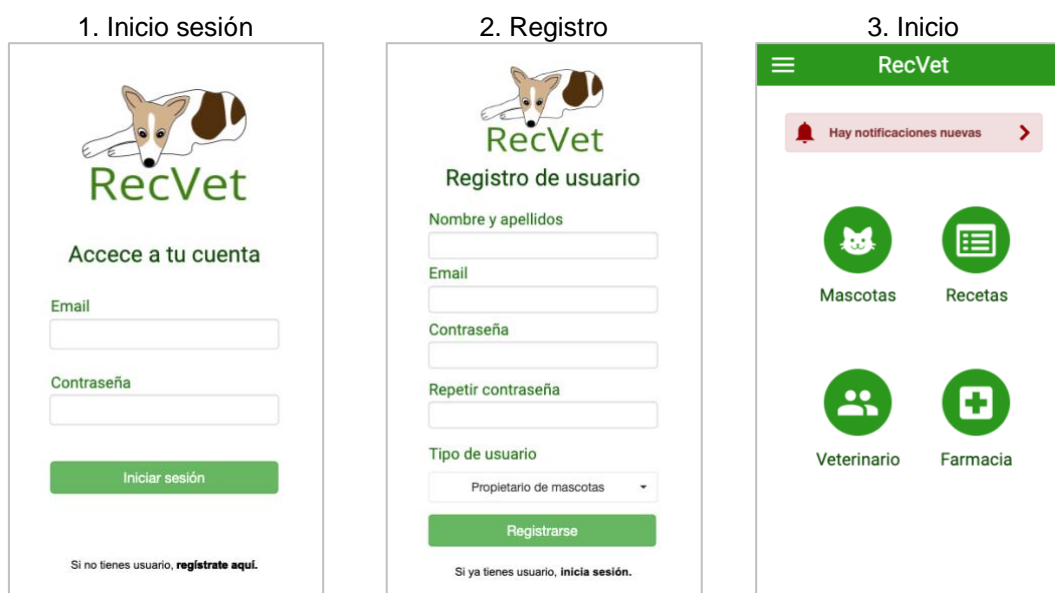 1. Inicio sesión
RecVet
Accece a tu cuenta
Email
Contraseña
Iniciar sesión
Si no tienes usuario, regístrate aquí.
2. Registro
RecVet
Registro de usuario
Nombre y apellidos
Email
Contraseña
Repetir contraseña
Tipo de usuario
Propietario de mascotas
Registrarse
Si ya tienes usuario, inicia sesión.
3. Inicio
RecVet
Hay notificaciones nuevas
Mascotas
Recetas
Veterinario
Farmacia